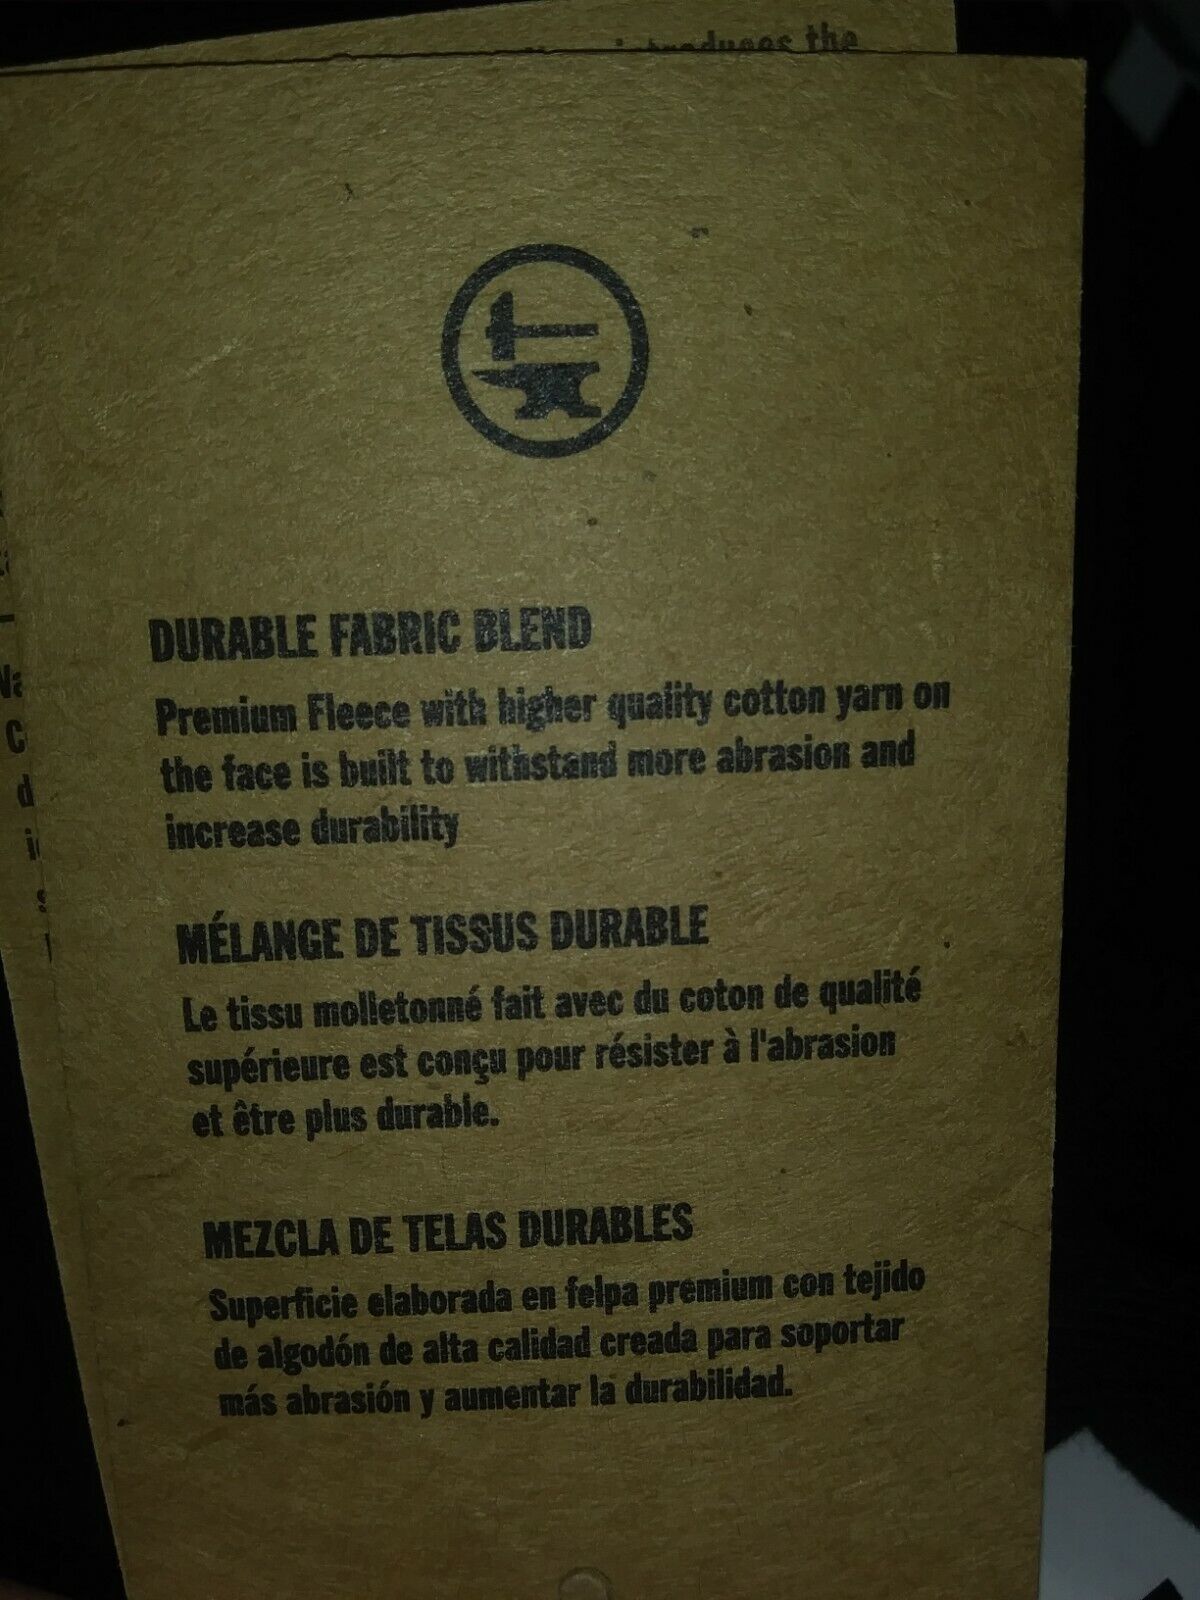 introduces the
DURABLE FABRIC BLEND
Premium Fleece with higher quality cotton yarn on
the face is built to withstand more abrasion and
increase durability
MÉLANGE DE TISSUS DURABLE
Le tissu molletonné fait avec du coton de qualité
supérieure est conçu pour résister à l'abrasion
et être plus durable.
MEZCLA DE TELAS DURABLES
Superficie elaborada en felpa premium con tejido
de algodón de alta calidad creada para soportar
más abrasión y aumentar la durabilidad.